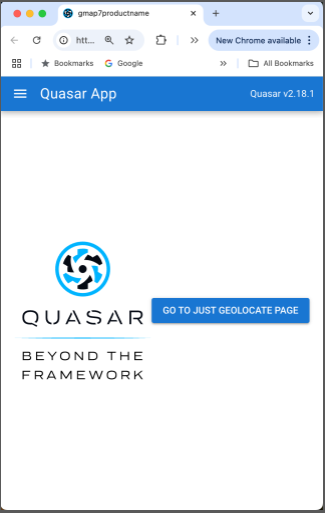 gmap7productname
htt...
New Chrome available
Bookmarks
Google
All Bookmarks
Quasar App
Quasar v2.18.1
QUASAR
GO TO JUST GEOLOCATE PAGE
BEYOND THE
FRAMEWORK